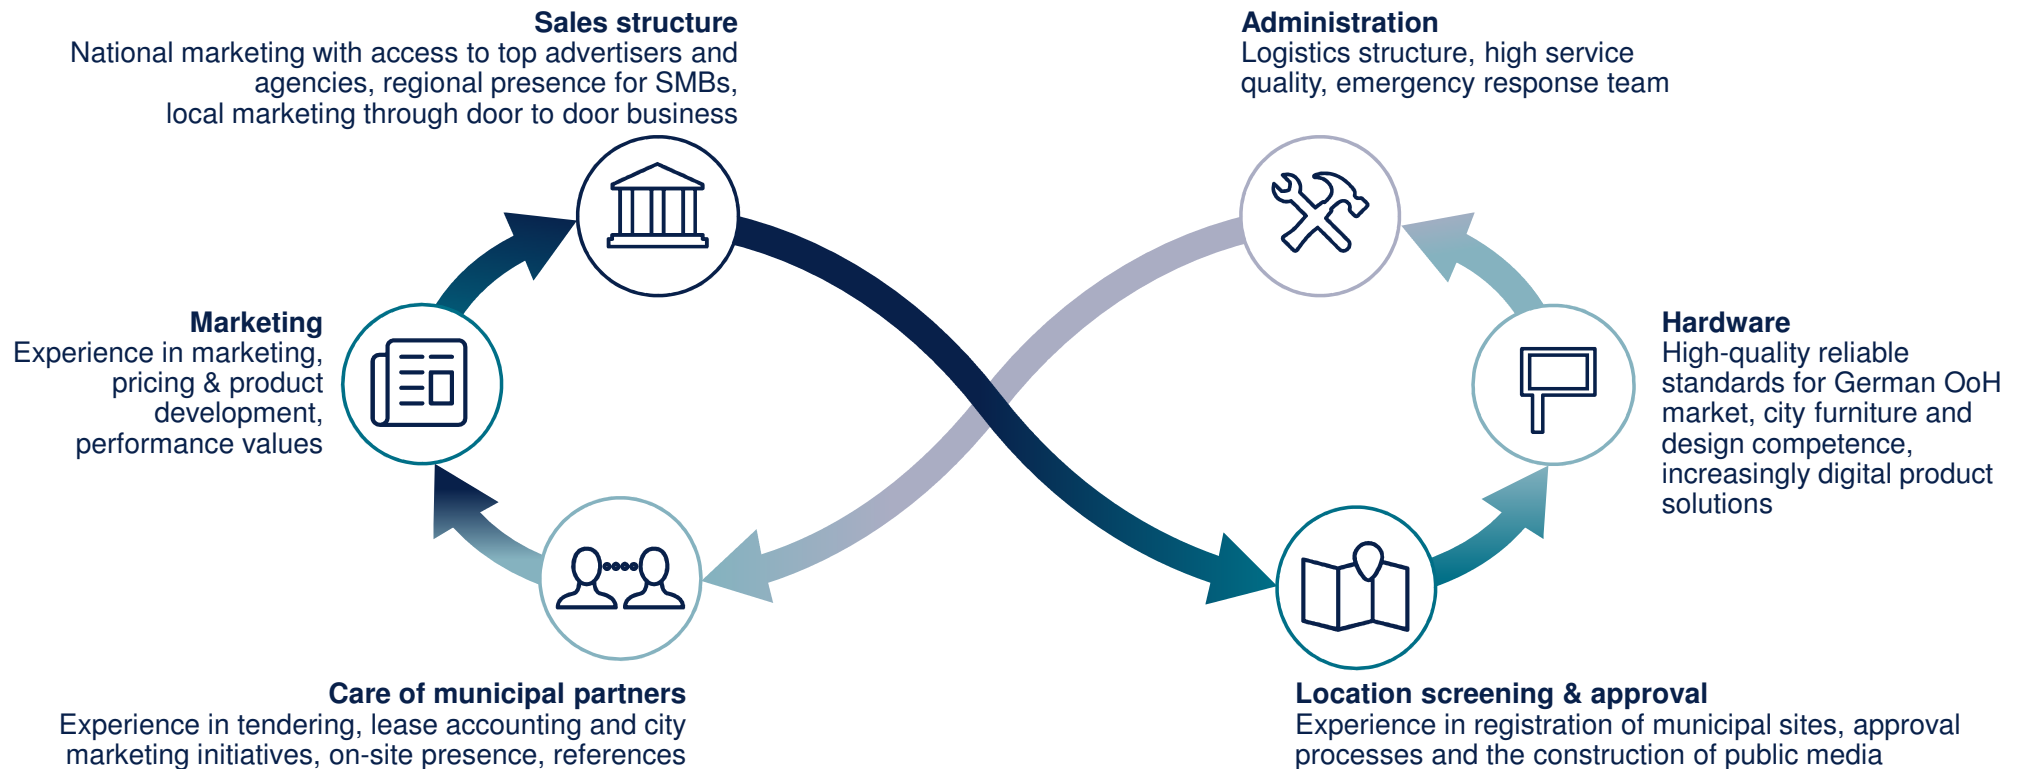 Sales structure
National marketing with access to top advertisers and
agencies, regional presence for SMBs,
local marketing through door to door business
Administration
Logistics structure, high service
quality, emergency response team
Marketing
Experience in marketing,
pricing & product
development,
performance values
Hardware
High-quality reliable
standards for German OoH
market, city furniture and
design competence,
increasingly digital product
solutions
Care of municipal partners
Experience in tendering, lease accounting and city
marketing initiatives, on-site presence, references
Location screening & approval
Experience in registration of municipal sites, approval
processes and the construction of public media